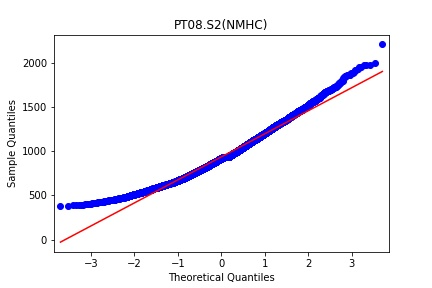 PT08.S2(NMHC)
2000
1500
1000
500
0
Sample Quantiles
−3 −2 −1 0 1 2 3
Theoretical Quantiles